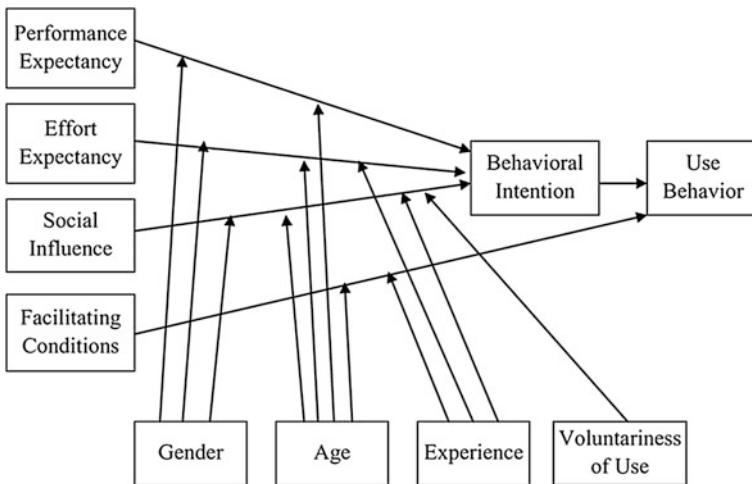 Performance
Expectancy
Effort
Expectancy
Behavioral
Intention
Use
Behavior
Social
Influence
Facilitating
Conditions
Gender
Age
Experience
Voluntariness
of Use